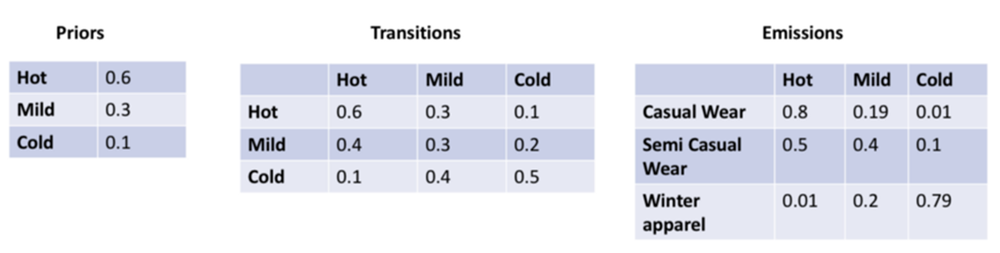 Priors
Hot 0.6
Mild 0.3
Cold 0.1
Transitions
Hot Mild Cold
Hot 0.6 0.3 0.1
Mild 0.4 0.3 0.2
Cold 0.1 0.4 0.5
Emissions
Hot Mild Cold
Casual Wear 0.8 0.19 0.01
Semi Casual 0.5 0.4 0.1
Wear
Winter 0.01 0.2 0.79
apparel